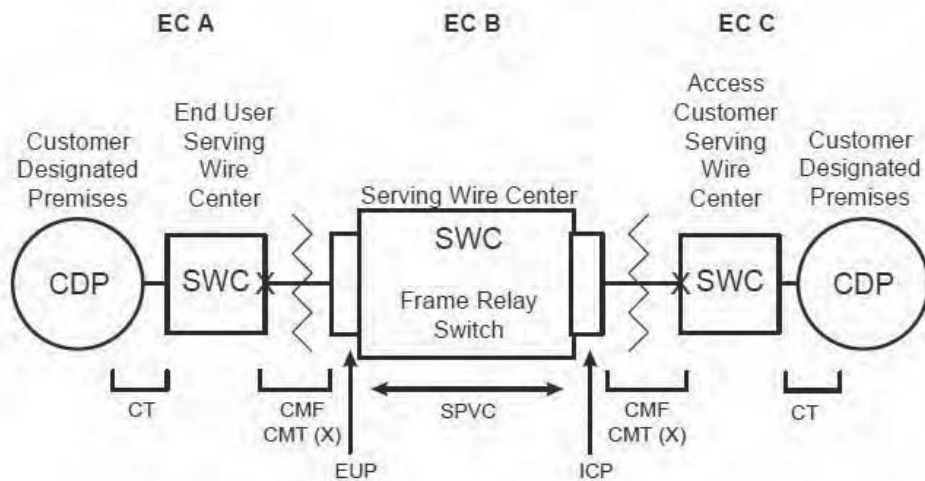 EC A
EC B
EC C
Customer
Designated
Premises
End User
Serving
Wire
Center
Serving Wire Center
Access
Customer
Serving
Wire
Center
Customer
Designated
Premises
CDP
SWC
X
SWC
Frame Relay
Switch
X
SWC
CDP
CT
CMF
CMT (X)
SPVC
CMF
CMT (X)
CT
EUP
ICP